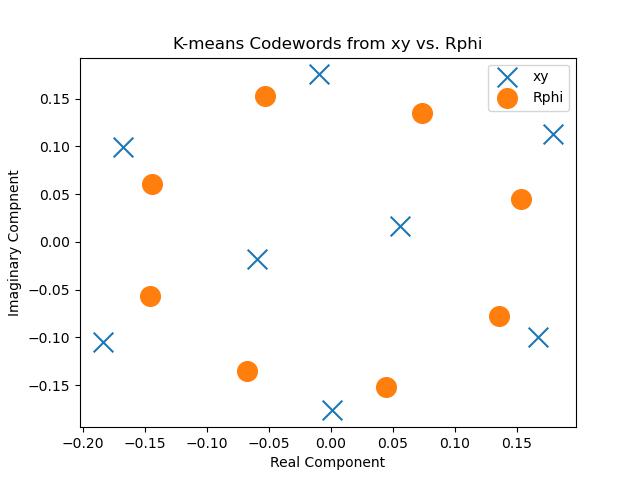 K-means Codewords from xy vs. Rphi
xy
Rphi
0.15
0.10
0.05
0.00
−0.05
−0.10
−0.15
Imaginary Compnent
−0.20 −0.15 −0.10 −0.05 0.00 0.05 0.10 0.15
Real Component